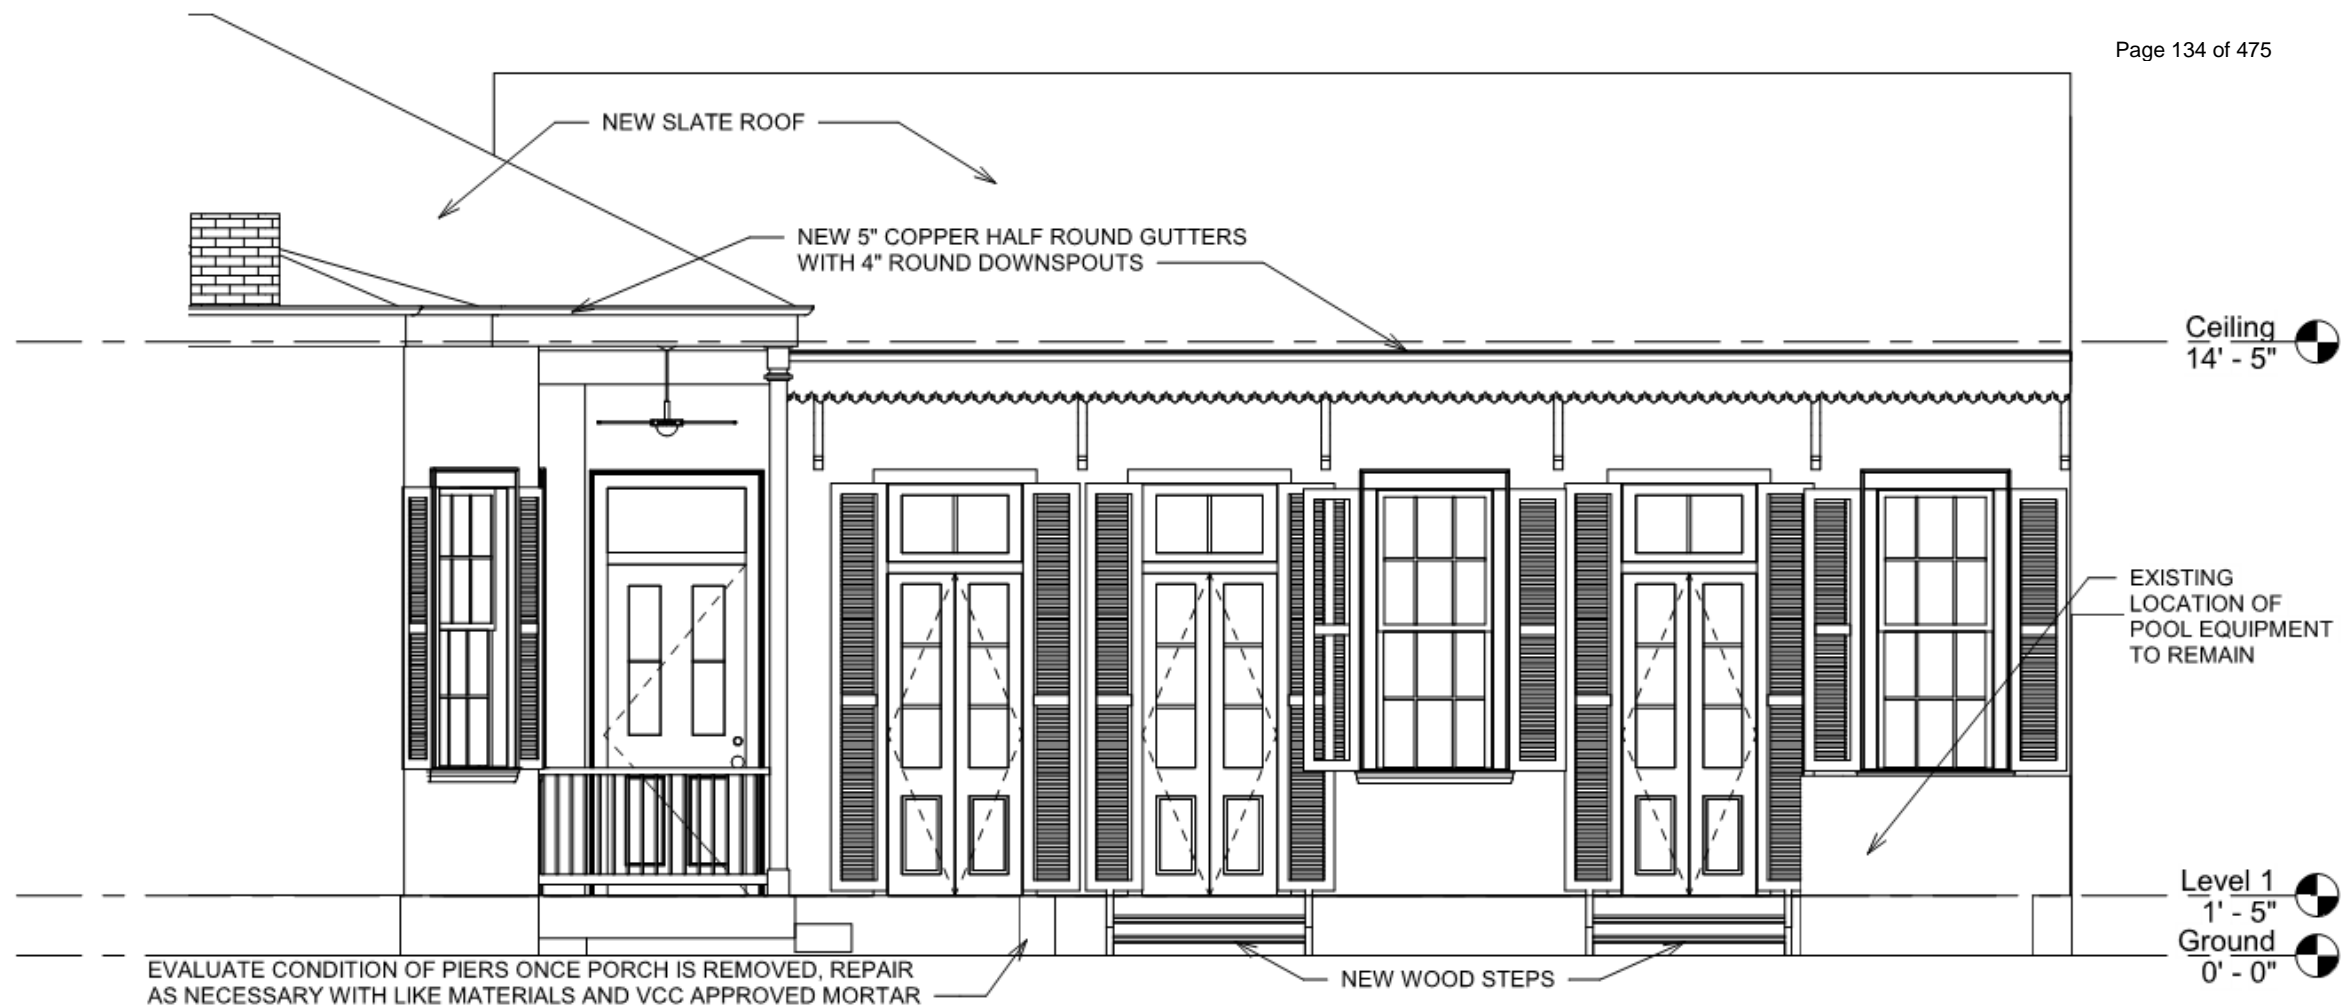 Page 134 of 475
NEW SLATE ROOF
NEW 5" COPPER HALF ROUND GUTTERS
WITH 4" ROUND DOWNSPOUTS
Ceiling
14' - 5"
EXISTING
LOCATION OF
POOL EQUIPMENT
TO REMAIN
Level 1
1' - 5"
Ground
0' - 0"
EVALUATE CONDITION OF PIERS ONCE PORCH IS REMOVED, REPAIR
AS NECESSARY WITH LIKE MATERIALS AND VCC APPROVED MORTAR
NEW WOOD STEPS